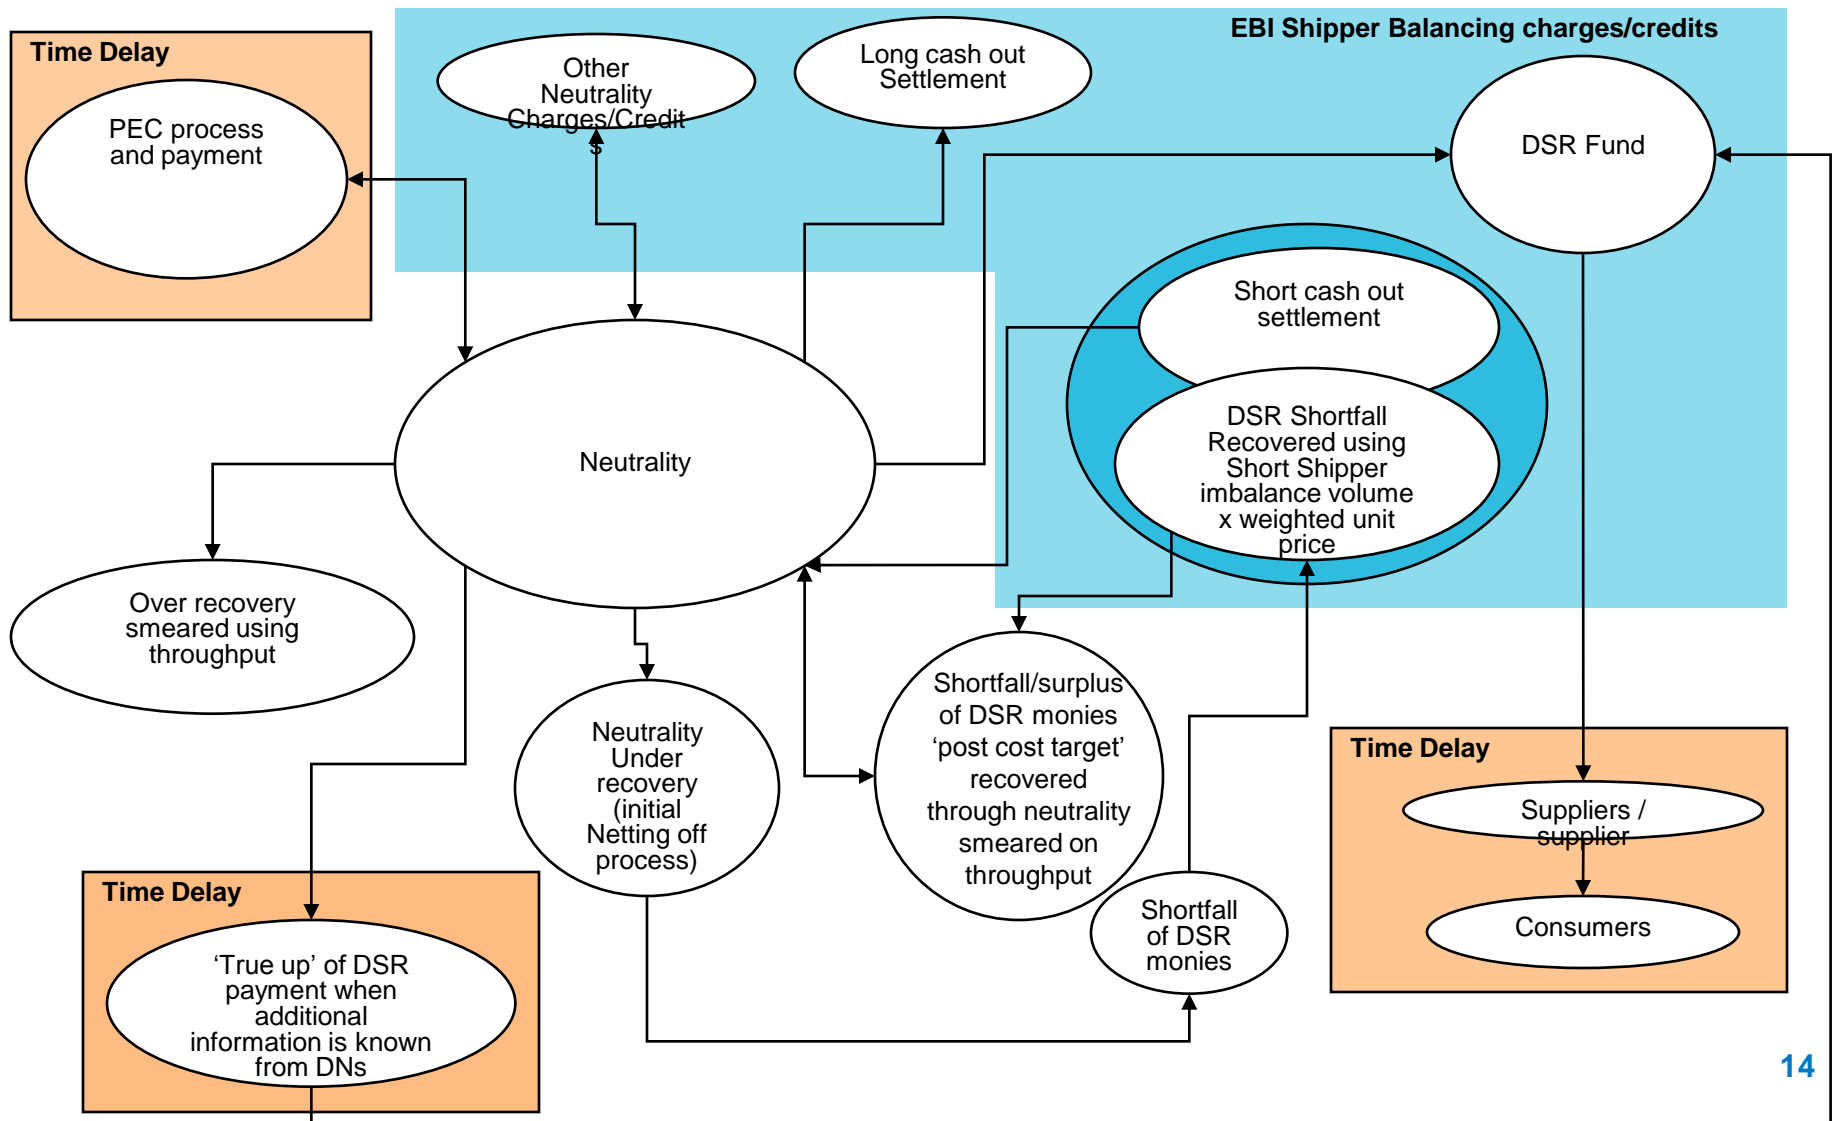 EBI Shipper Balancing charges/credits
Time Delay
PEC process
and payment
Other
Neutrality
Charges/Credit
s
Long cash out
Settlement
DSR Fund
Short cash out
settlement
DSR Shortfall
Recovered using
Short Shipper
imbalance volume
x weighted unit
price
Neutrality
Over recovery
smeared using
throughput
Neutrality
Under
recovery
(initial
Netting off
process)
Shortfall/surplus
of DSR monies
‘post cost target’
recovered
through neutrality
smeared on
throughput
Shortfall
of DSR
monies
Time Delay
Suppliers /
supplier
Consumers
Time Delay
‘True up’ of DSR
payment when
additional
information is known
from DNs
14